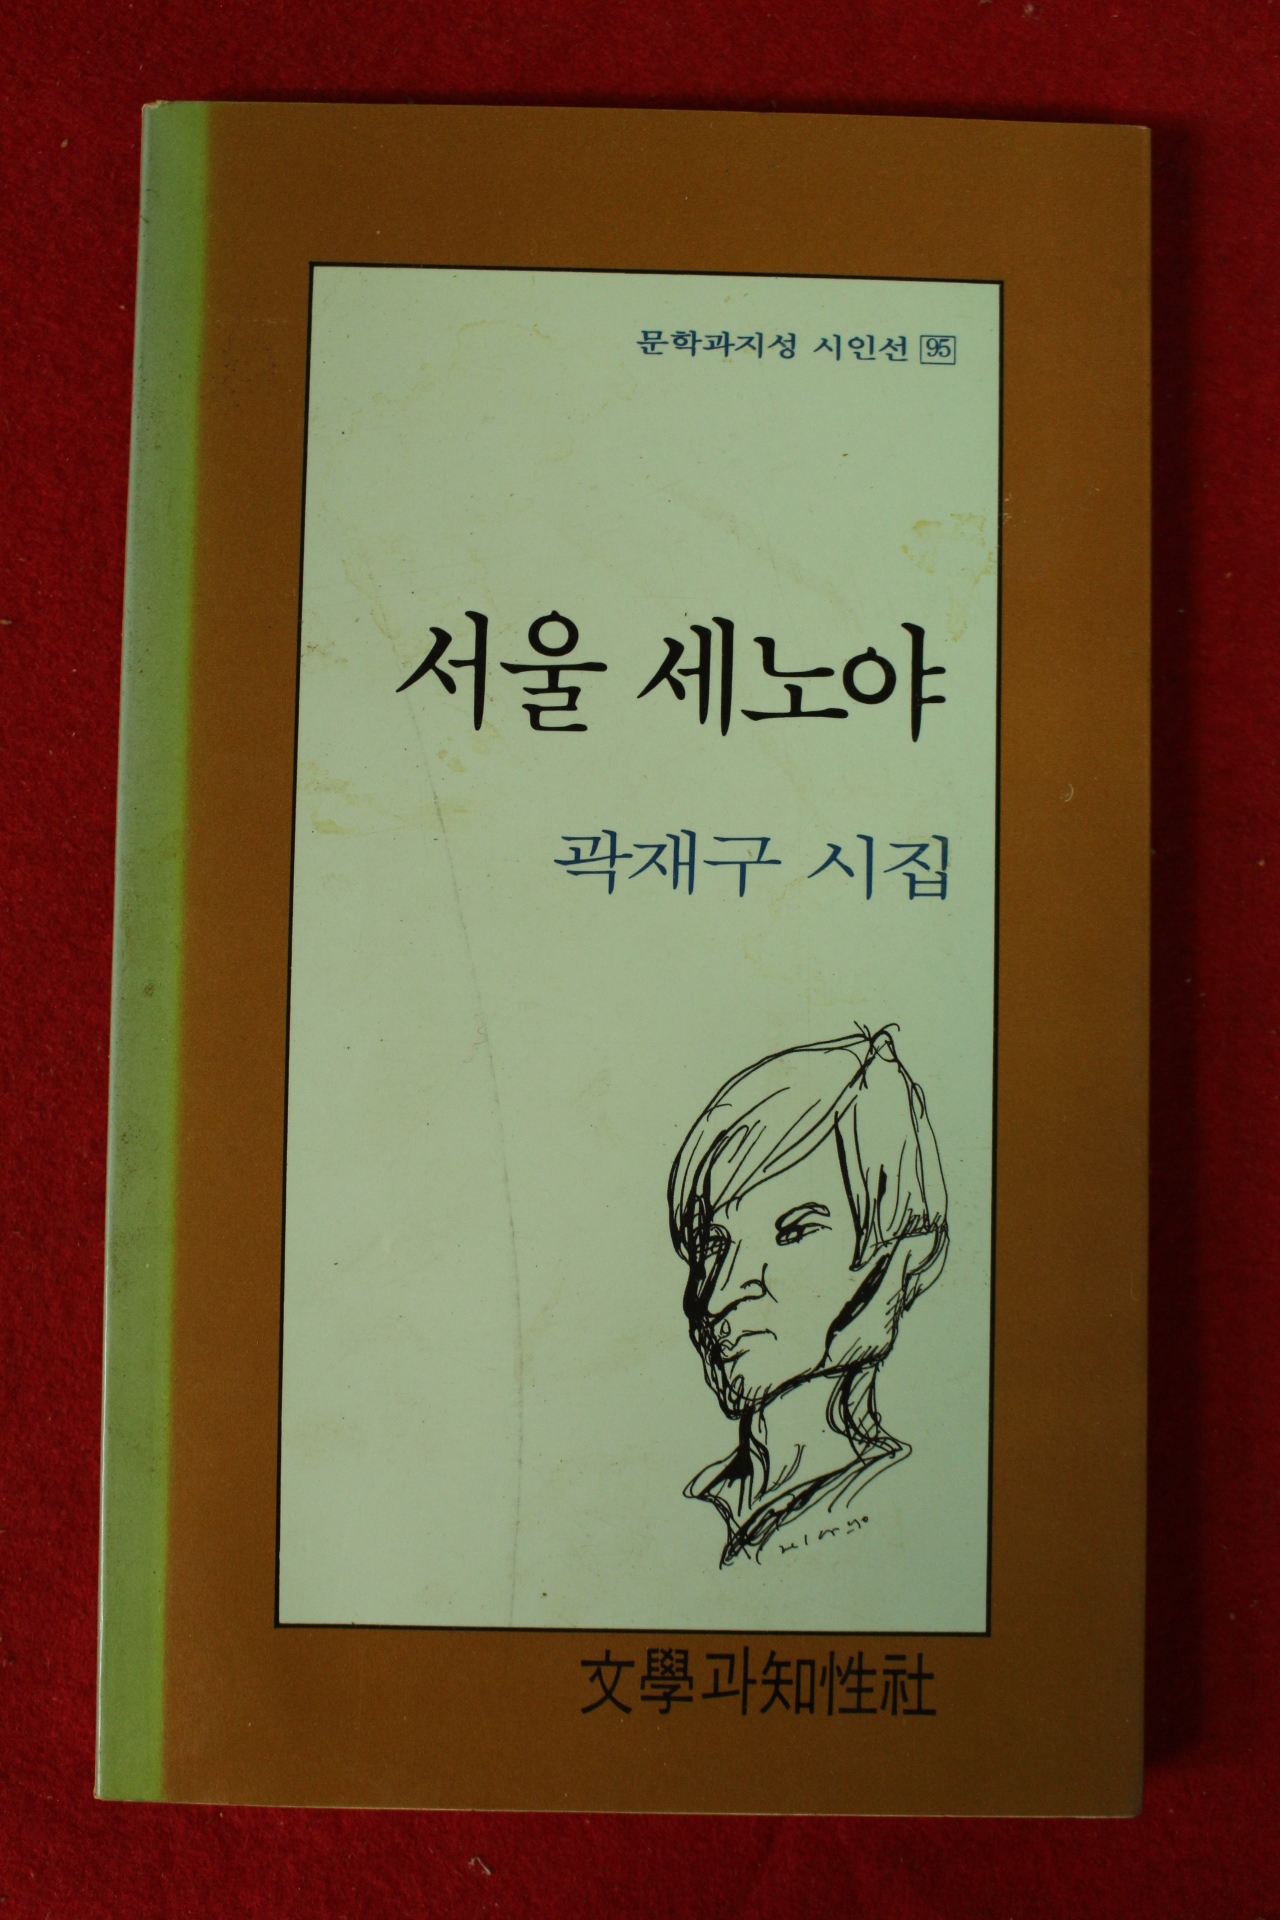 문학과지성 시인선 95
서울 세노야
곽재구 시집
文學과知性社